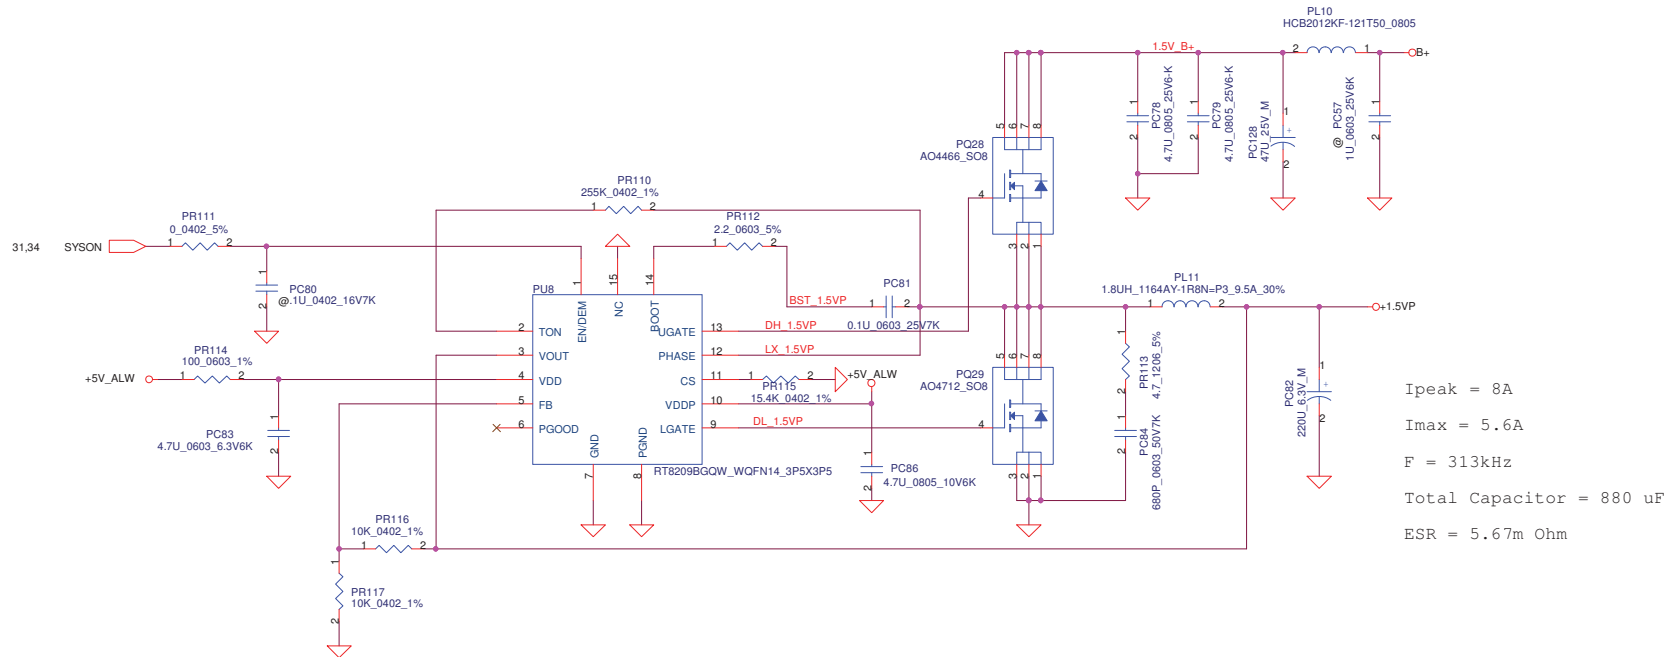 PL10
HCB2012KF-121T50_0805
1.5V_B+
2
1
B+
1
2
PC78
4.7U_0805_25V6-K
1
2
PC79
4.7U_0805_25V6-K
1
+
2
PC128
47U_25V_M
1
2
@ PC57
1U_0603_25V6K
5
6
7
8
PQ28
AO4466_SO8
4
3
2
1
PR110
255K_0402_1%
1
2
PR111
0_0402_5%
31,34
SYSON
1
2
PR112
2.2_0603_5%
1
2
1
2
PC80
@.1U_0402_16V7K
PU8
1
EN/DEM
15
NC
14
BOOT
BST_1.5VP
PC81
1
2
0.1U_0603_25V7K
PL11
1.8UH_1164AY-1R8N=P3_9.5A_30%
1
2
+1.5VP
2
TON
UGATE
13
DH_1.5VP
3
VOUT
PHASE
12
LX_1.5VP
PR114
100_0603_1%
+5V_ALW
1
2
4
VDD
CS
11
1
2
+5V_ALW
PR115
15.4K_0402_1%
5
FB
VDDP
10
6
PGOOD
LGATE
9
DL_1.5VP
GND
7
PGND
8
RT8209BGQW_WQFN14_3P5X3P5
1
2
PC83
4.7U_0603_6.3V6K
1
2
PC86
4.7U_0805_10V6K
5
6
7
8
PQ29
AO4712_SO8
4
3
2
1
1
2
PR113
4.7_1206_5%
1
2
PC84
680P_0603_50V7K
1
+
2
PC82
220U_6.3V_M
PR116
10K_0402_1%
1
2
1
2
PR117
10K_0402_1%
Ipeak = 8A
Imax = 5.6A
F = 313kHz
Total Capacitor = 880 uF
ESR = 5.67m Ohm